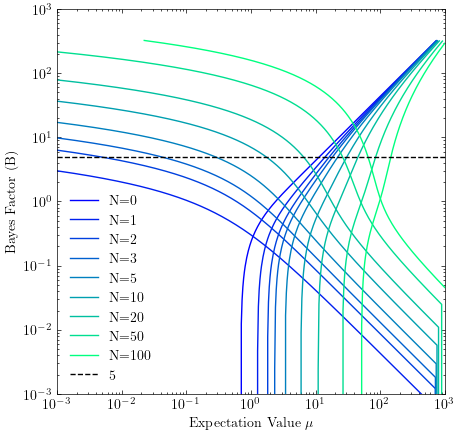 10³
10²
10¹
10⁰
10⁻¹
10⁻²
10⁻³
Bayes Factor (B)
N=0
N=1
N=2
N=3
N=5
N=10
N=20
N=50
N=100
5
10⁻³ 10⁻² 10⁻¹ 10⁰ 10¹ 10² 10³
Expectation Value μ